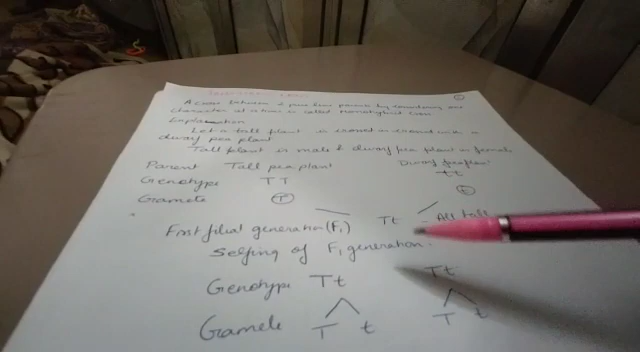 ①
A Cross between 2 pure line parents by considering one
character at a time is called Monohybrid Cross
Explanation
Let a tall plant is crossed
dwarf pea plant
Tall plant is male & dwarf pea plant is female
Parent Tall pea plant Dwarf pea plant
Genotype TT tt
Gamete T t
First filial generation (F1) Tt - All tall
Selfing of F1 generation.
Genotype Tt Tt
Gamete T t T t